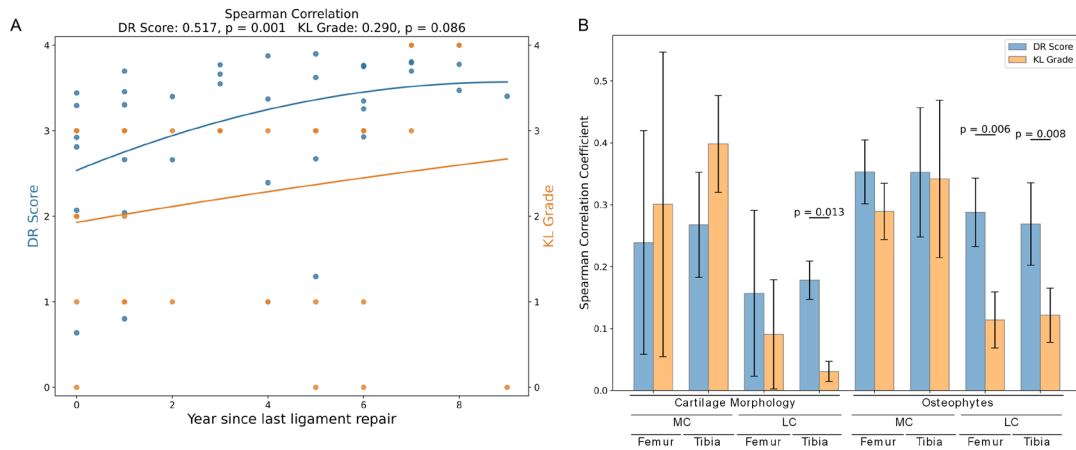 A
Spearman Correlation
DR Score: 0.517, p = 0.001 KL Grade: 0.290, p = 0.086
DR Score
4
3
2
1
0
4
3
2
1
0
KL Grade
0 2 4 6 8
Year since last ligament repair
B
DR Score
KL Grade
Spearman Correlation Coefficient
0.5
0.4
0.3
0.2
0.1
0.0
p = 0.013
p = 0.006
p = 0.008
Cartilage Morphology Osteophytes
MC LC MC LC
Femur Tibia Femur Tibia Femur Tibia Femur Tibia